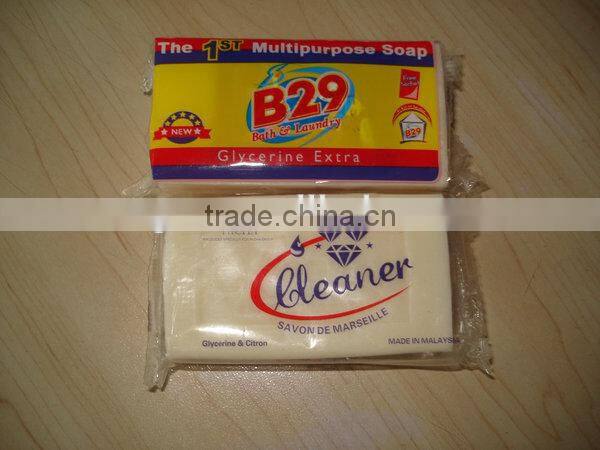 The 1ST Multipurpose Soap
B29
Bath & Laundry
NEW
B29
Glycerine Extra
trade.china.cn
Cleaner
SAVON DE MARSEILLE
Glycerine & Citron
MADE IN MALAYSIA